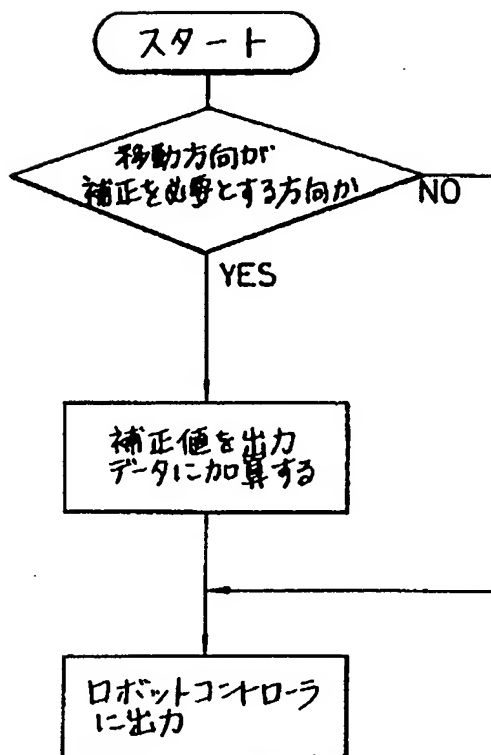 スタート
移動方向が
補正を必要とする方向か
NO
YES
補正値を出力
データに加算する
ロボットコントローラ
に出力